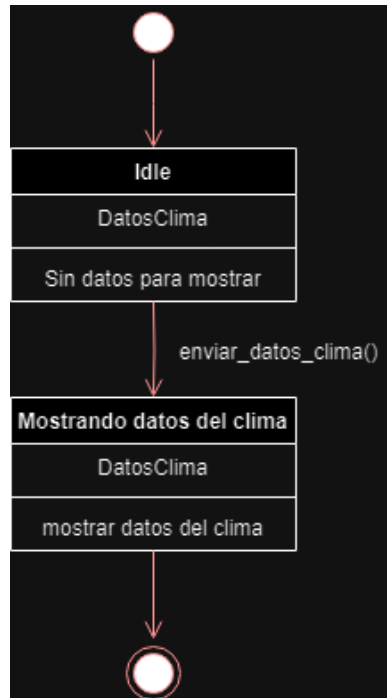 Idle
DatosClima
Sin datos para mostrar
enviar_datos_clima()
Mostrando datos del clima
DatosClima
mostrar datos del clima